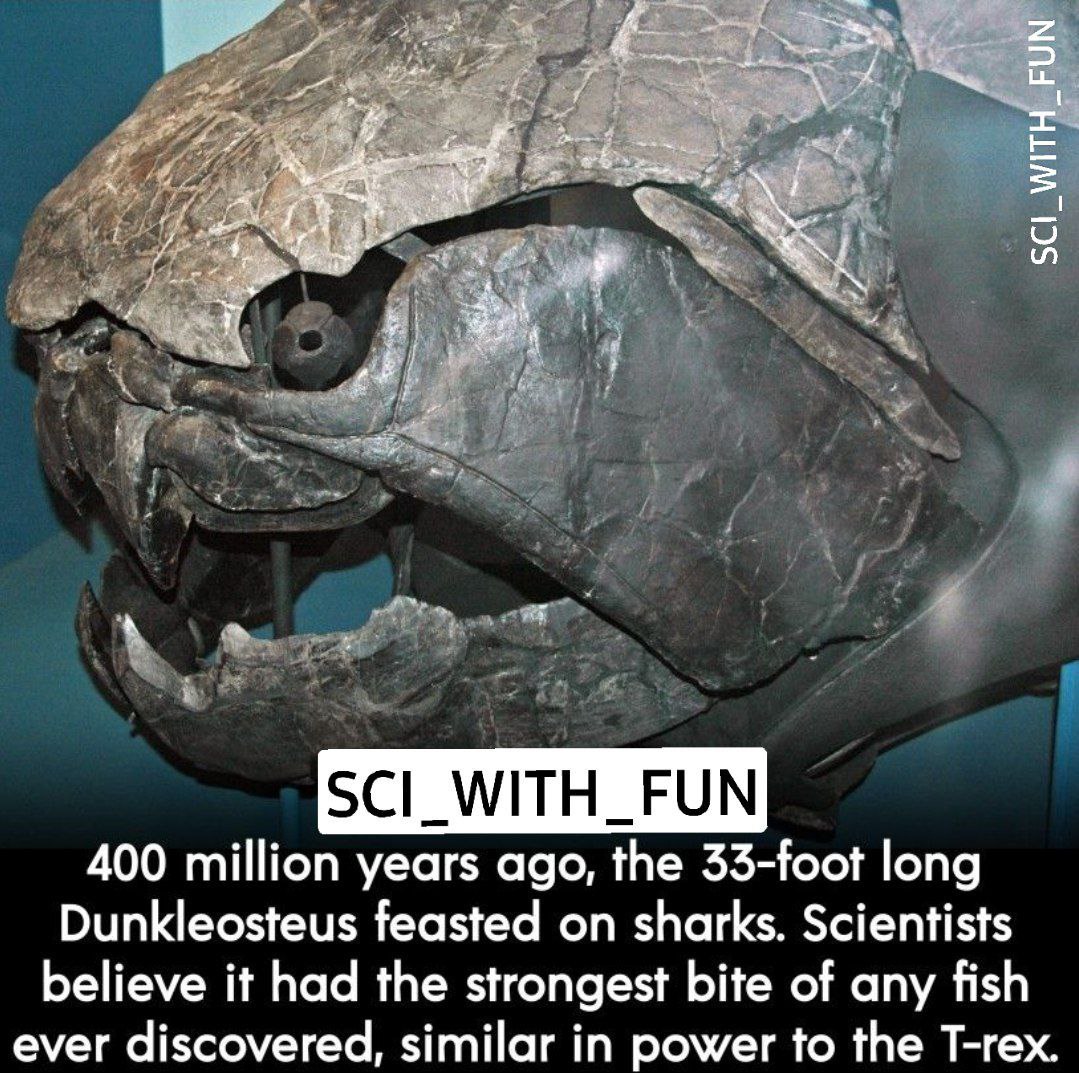 SCI_WITH_FUN
SCI_WITH_FUN
400 million years ago, the 33-foot long
Dunkleosteus feasted on sharks. Scientists
believe it had the strongest bite of any fish
ever discovered, similar in power to the T-rex.